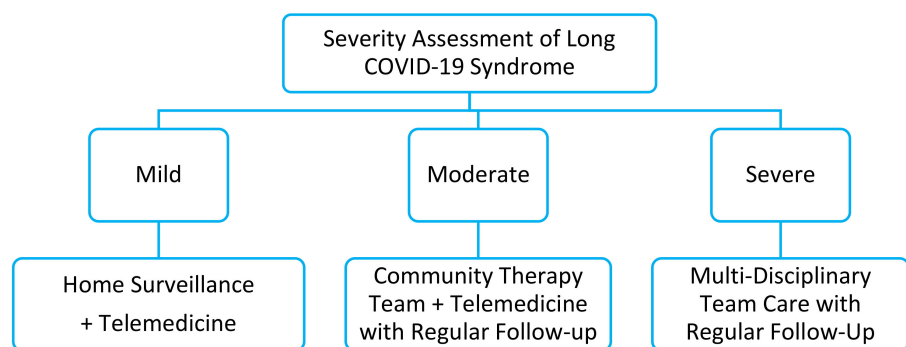 Severity Assessment of Long
COVID-19 Syndrome
Mild
Moderate
Severe
Home Surveillance
+ Telemedicine
Community Therapy
Team + Telemedicine
with Regular Follow-up
Multi-Disciplinary
Team Care with
Regular Follow-Up